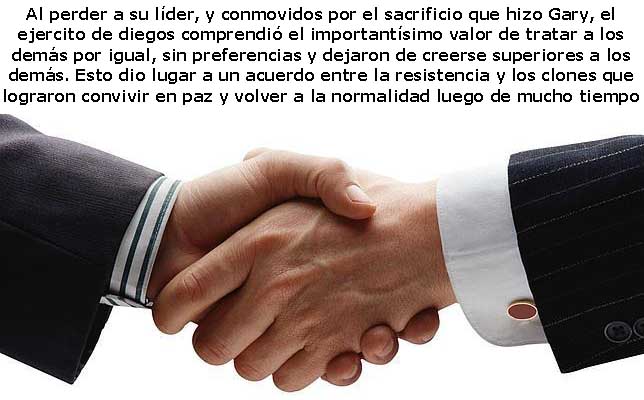 Al perder a su líder, y conmovidos por el sacrificio que hizo Gary, el
ejercito de diegos comprendió el importantísimo valor de tratar a los
demás por igual, sin preferencias y dejaron de creerse superiores a los
demás. Esto dio lugar a un acuerdo entre la resistencia y los clones que
lograron convivir en paz y volver a la normalidad luego de mucho tiempo